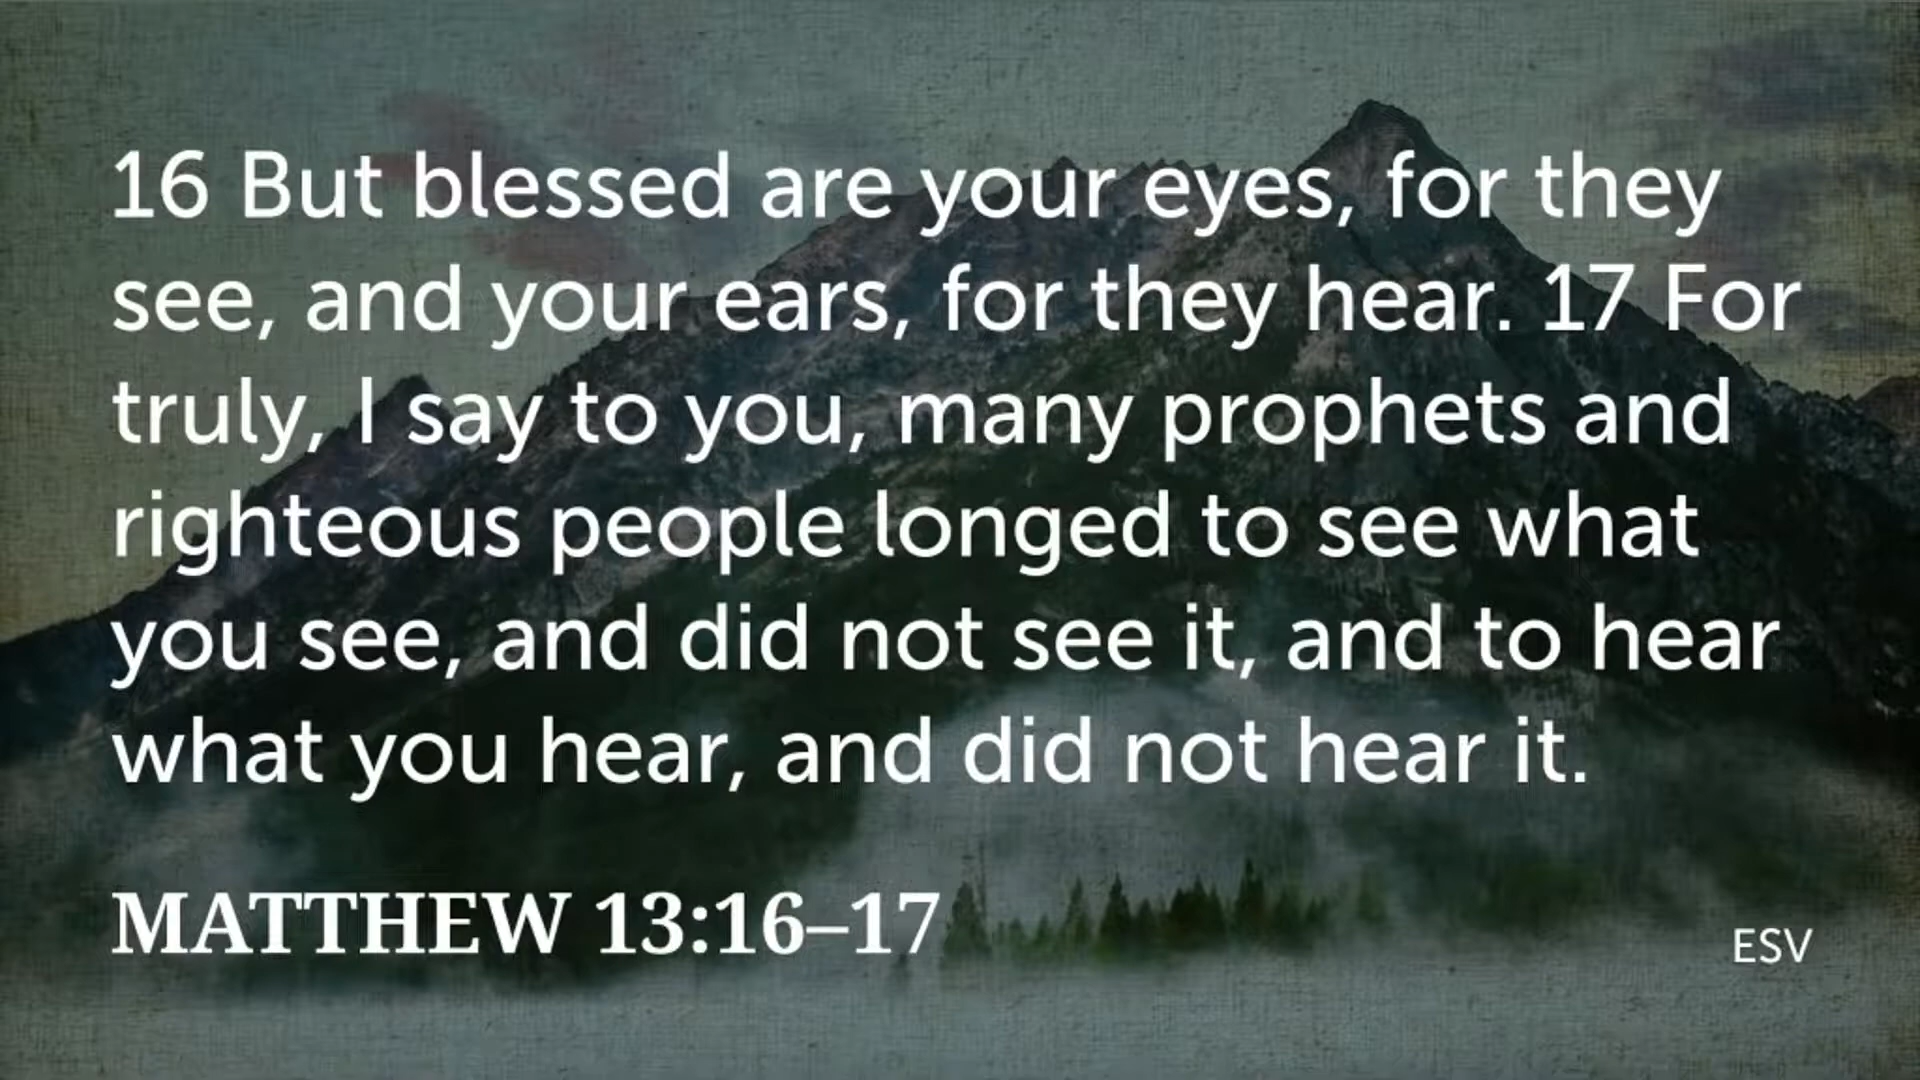 16 But blessed are your eyes, for they
see, and your ears, for they hear. 17 For
truly, I say to you, many prophets and
righteous people longed to see what
you see, and did not see it, and to hear
what you hear, and did not hear it.
MATTHEW 13:16–17
ESV